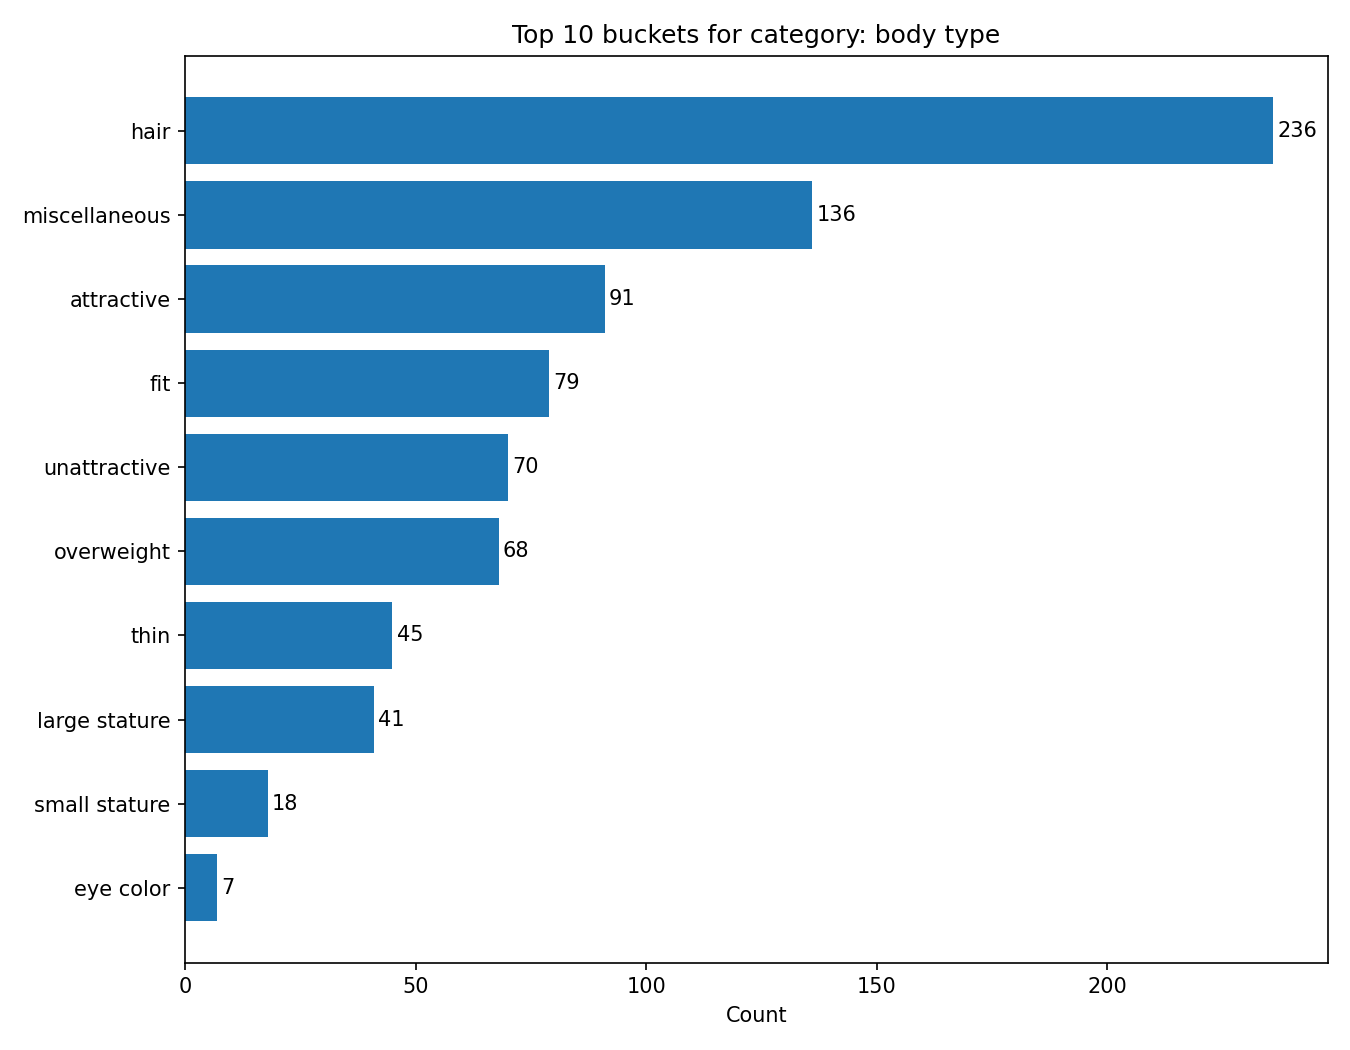 Top 10 buckets for category: body type
hair 236
miscellaneous 136
attractive 91
fit 79
unattractive 70
overweight 68
thin 45
large stature 41
small stature 18
eye color 7
0 50 100 150 200
Count